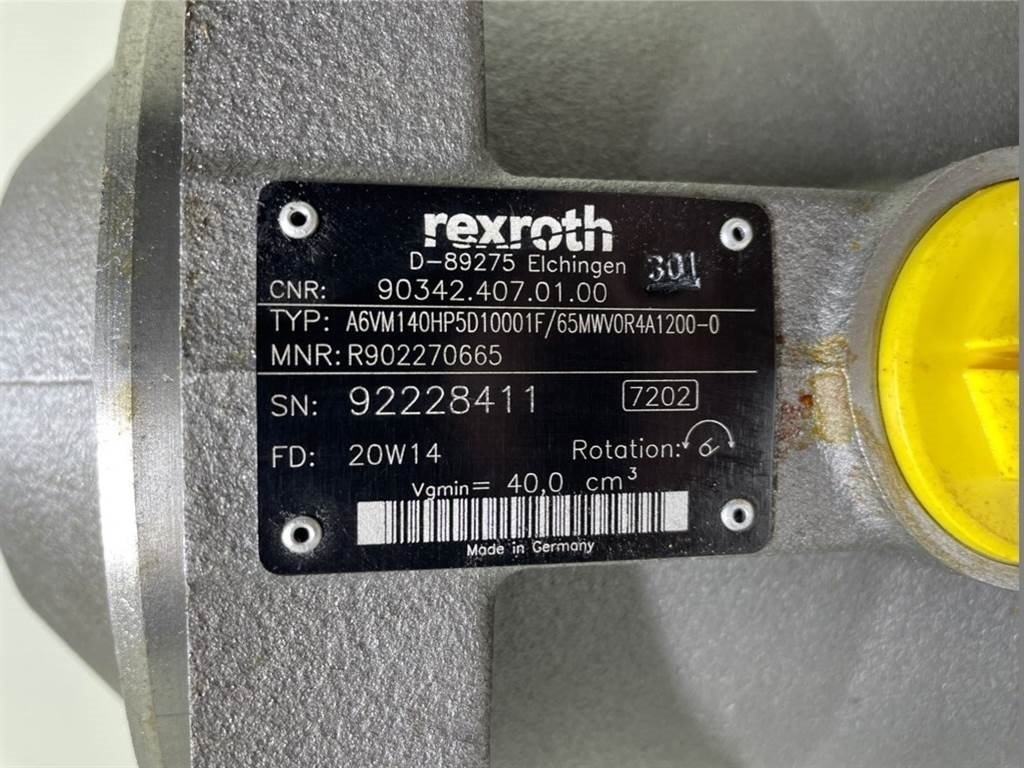 rexroth
D-89275 Elchingen 301
CNR: 90342.407.01.00
TYP: A6VM140HP5D10001F/65MWV0R4A1200-0
MNR: R902270665
SN: 92228411 7202
FD: 20W14 Rotation:
Vgmin= 40,0 cm³
Made in Germany